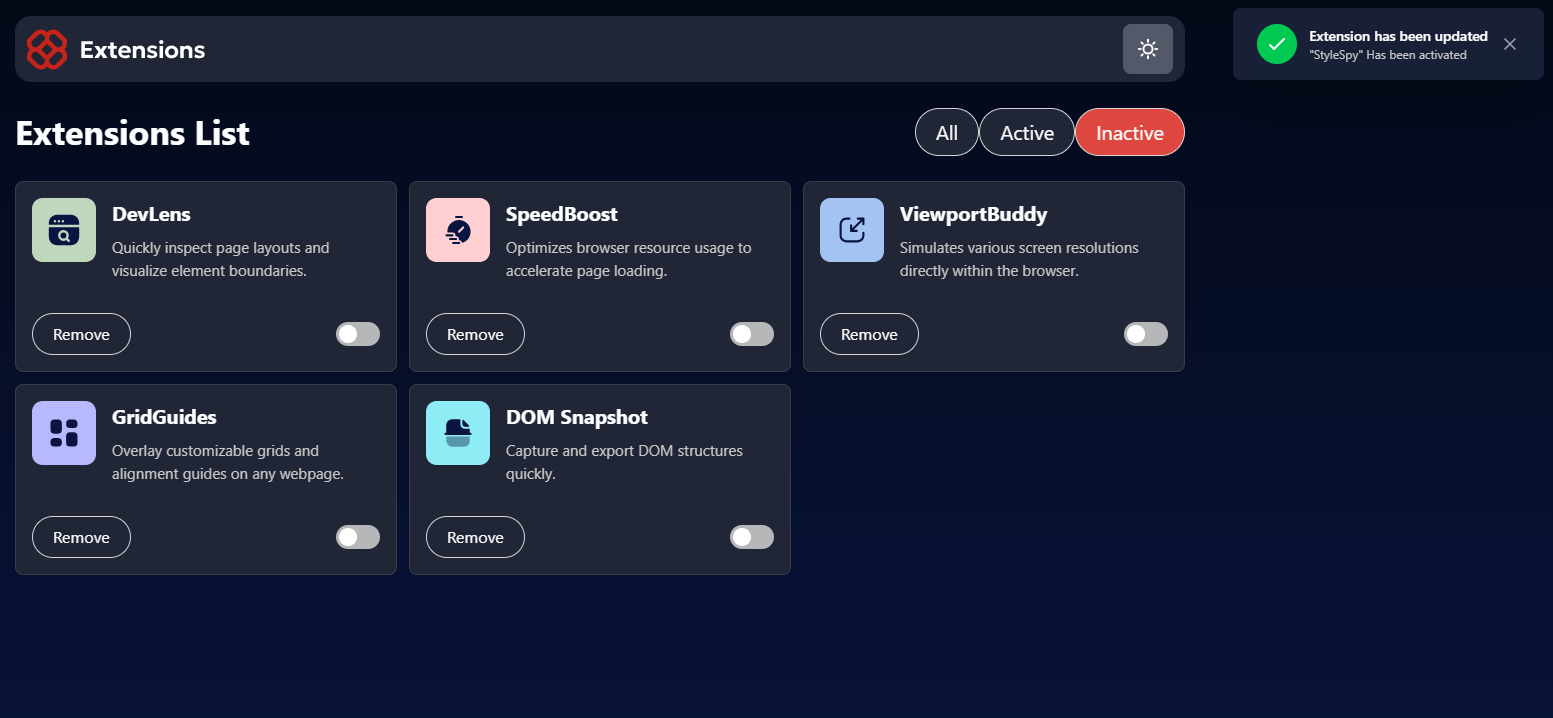 Extensions
Extension has been updated
"StyleSpy" Has been activated
Extensions List
All
Active
Inactive
DevLens
Quickly inspect page layouts and
visualize element boundaries.
Remove
SpeedBoost
Optimizes browser resource usage to
accelerate page loading.
Remove
ViewportBuddy
Simulates various screen resolutions
directly within the browser.
Remove
GridGuides
Overlay customizable grids and
alignment guides on any webpage.
Remove
DOM Snapshot
Capture and export DOM structures
quickly.
Remove